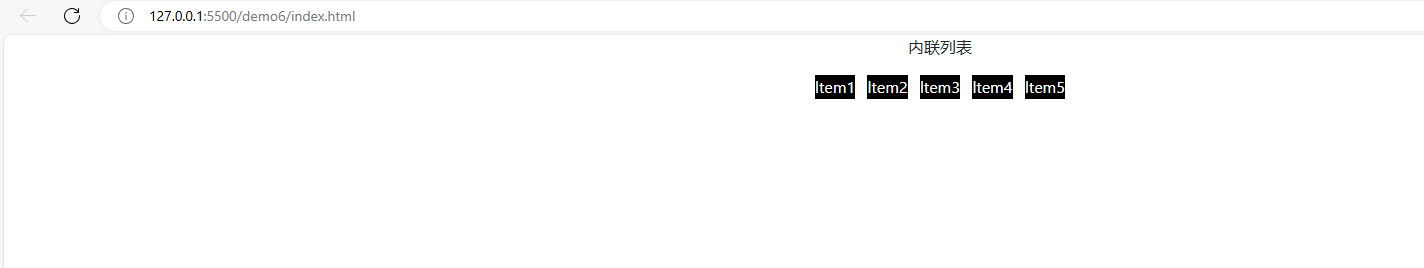 127.0.0.1:5500/demo6/index.html
内联列表
Item1 Item2 Item3 Item4 Item5